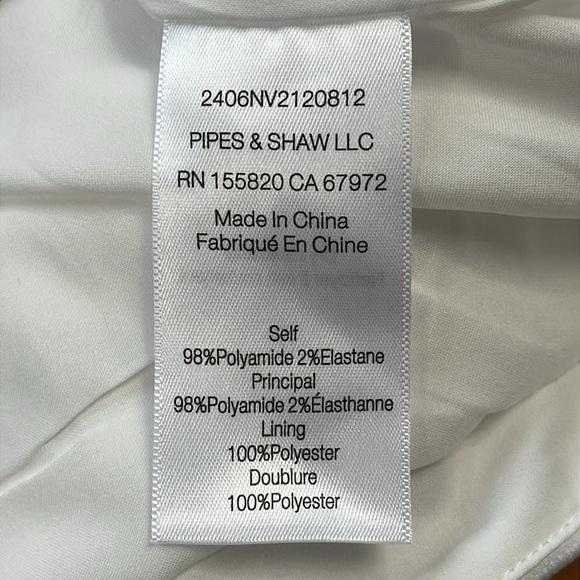 2406NV2120812
PIPES & SHAW LLC
RN 155820 CA 67972
Made In China
Fabriqué En Chine
Self
98%Polyamide 2%Elastane
Principal
98%Polyamide 2%Élasthanne
Lining
100%Polyester
Doublure
100%Polyester